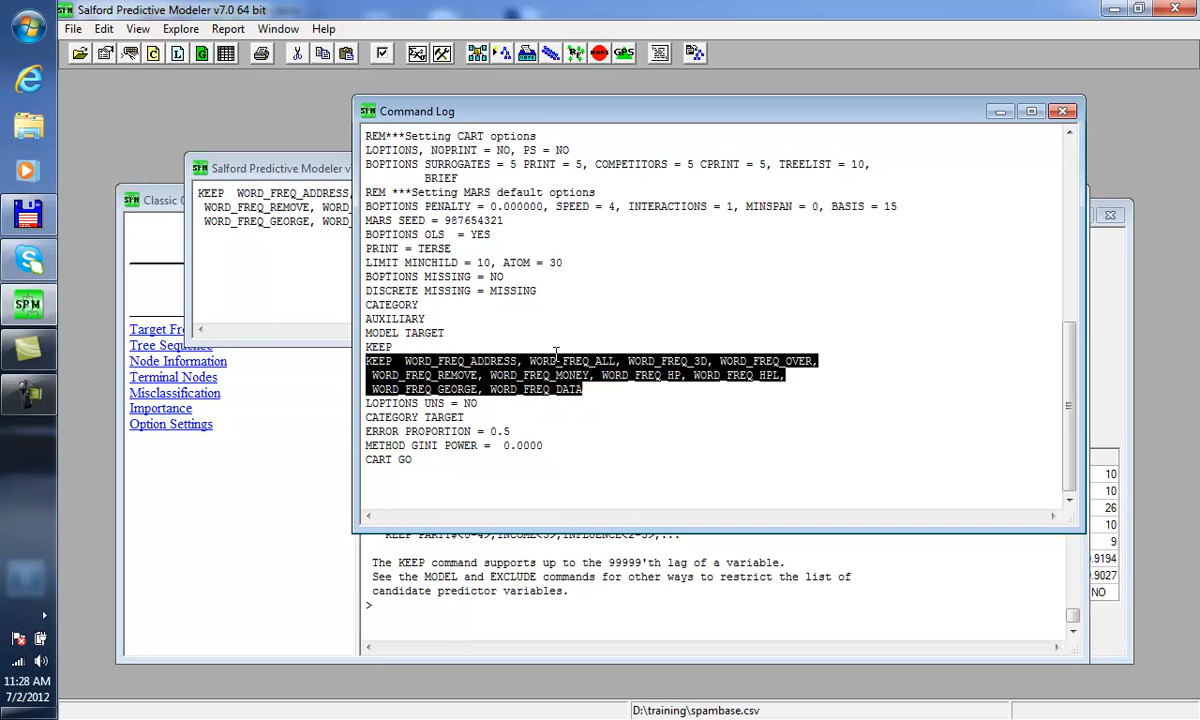 Salford Predictive Modeler v7.0 64 bit
File Edit View Explore Report Window Help
Command Log
REM***Setting CART options
LOPTIONS, NOPRINT = NO, PS = NO
BOPTIONS SURROGATES = 5 PRINT = 5, COMPETITORS = 5 CPRINT = 5, TREELIST = 10,
BRIEF
REM ***Setting MARS default options
BOPTIONS PENALTY = 0.000000, SPEED = 4, INTERACTIONS = 1, MINSPAN = 0, BASIS = 15
MARS SEED = 987654321
BOPTIONS OLS = YES
PRINT = TERSE
LIMIT MINCHILD = 10, ATOM = 30
BOPTIONS MISSING = NO
DISCRETE MISSING = MISSING
CATEGORY
AUXILIARY
MODEL TARGET
KEEP
KEEP WORD_FREQ_ADDRESS, WORD_FREQ_ALL, WORD_FREQ_3D, WORD_FREQ_OVER,
WORD_FREQ_REMOVE, WORD_FREQ_MONEY, WORD_FREQ_HP, WORD_FREQ_HPL,
WORD_FREQ_GEORGE, WORD_FREQ_DATA
LOPTIONS UNS = NO
CATEGORY TARGET
ERROR PROPORTION = 0.5
METHOD GINI POWER = 0.0000
CART GO
Salford Predictive Modeler v
KEEP WORD_FREQ_ADDRESS,
WORD_FREQ_REMOVE, WORD
WORD_FREQ_GEORGE, WORD_
Classic
Target Fr
Tree Sequence
Node Information
Terminal Nodes
Misclassification
Importance
Option Settings
The KEEP command supports up to the 99999'th lag of a variable.
See the MODEL and EXCLUDE commands for other ways to restrict the list of
candidate predictor variables.
>
10
10
26
10
9
.9194
.9027
NO
11:28 AM
7/2/2012
D:\training\spambase.csv